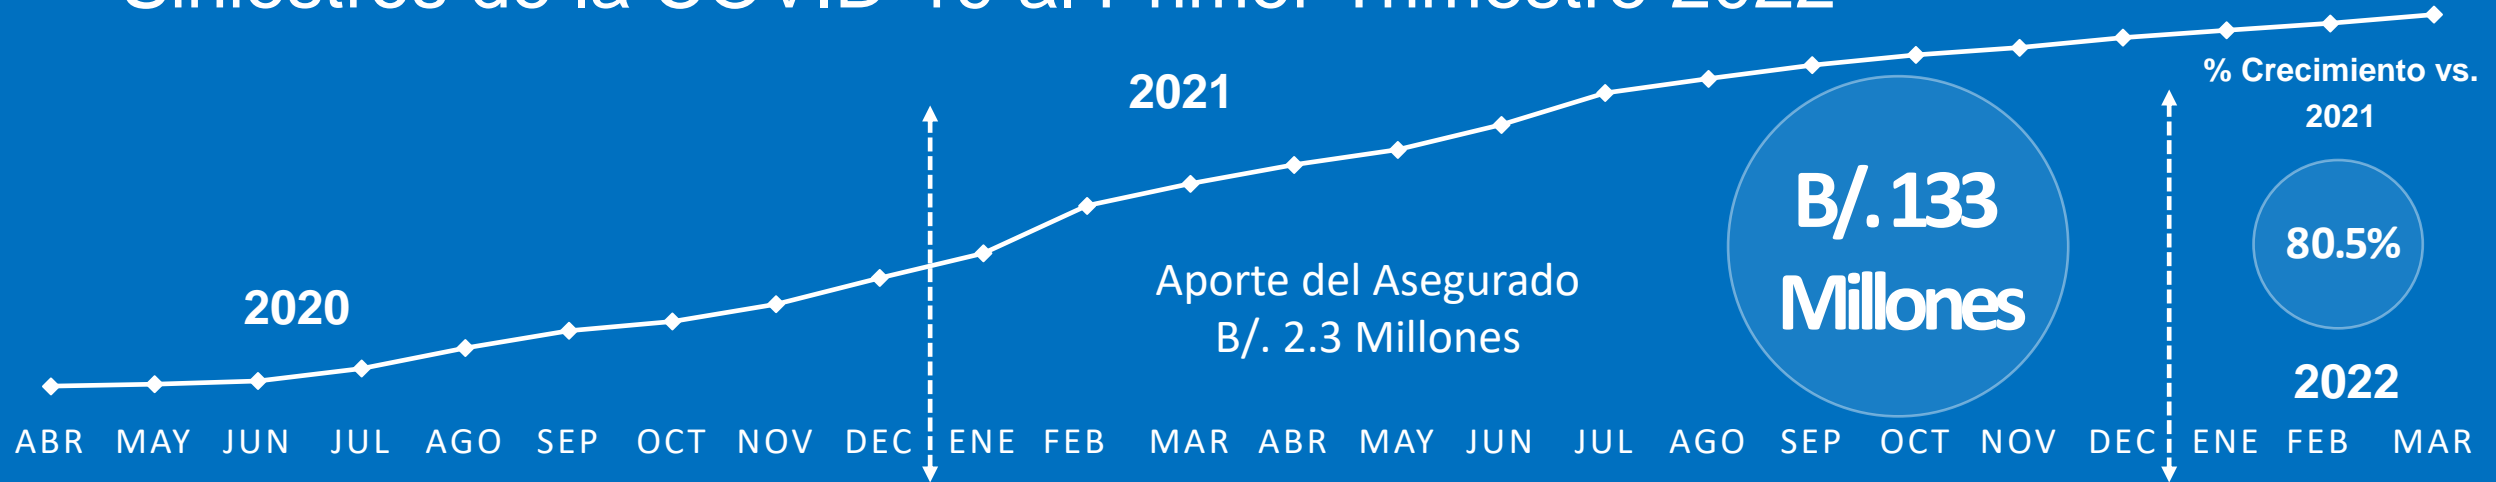 2021
% Crecimiento vs.
2021
B/.133
Millones
80.5%
Aporte del Asegurado
B/. 2.3 Millones
2020
2022
ABR MAY JUN JUL AGO SEP OCT NOV DEC ENE FEB MAR ABR MAY JUN JUL AGO SEP OCT NOV DEC ENE FEB MAR